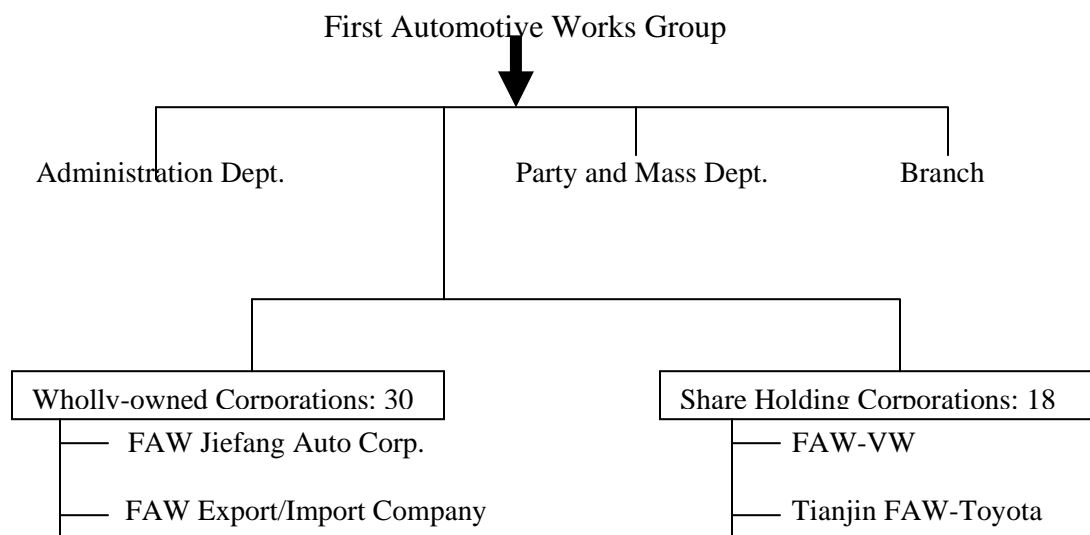 First Automotive Works Group
Administration Dept.
Party and Mass Dept.
Branch
Wholly-owned Corporations: 30
Share Holding Corporations: 18
FAW Jiefang Auto Corp.
FAW-VW
FAW Export/Import Company
Tianjin FAW-Toyota